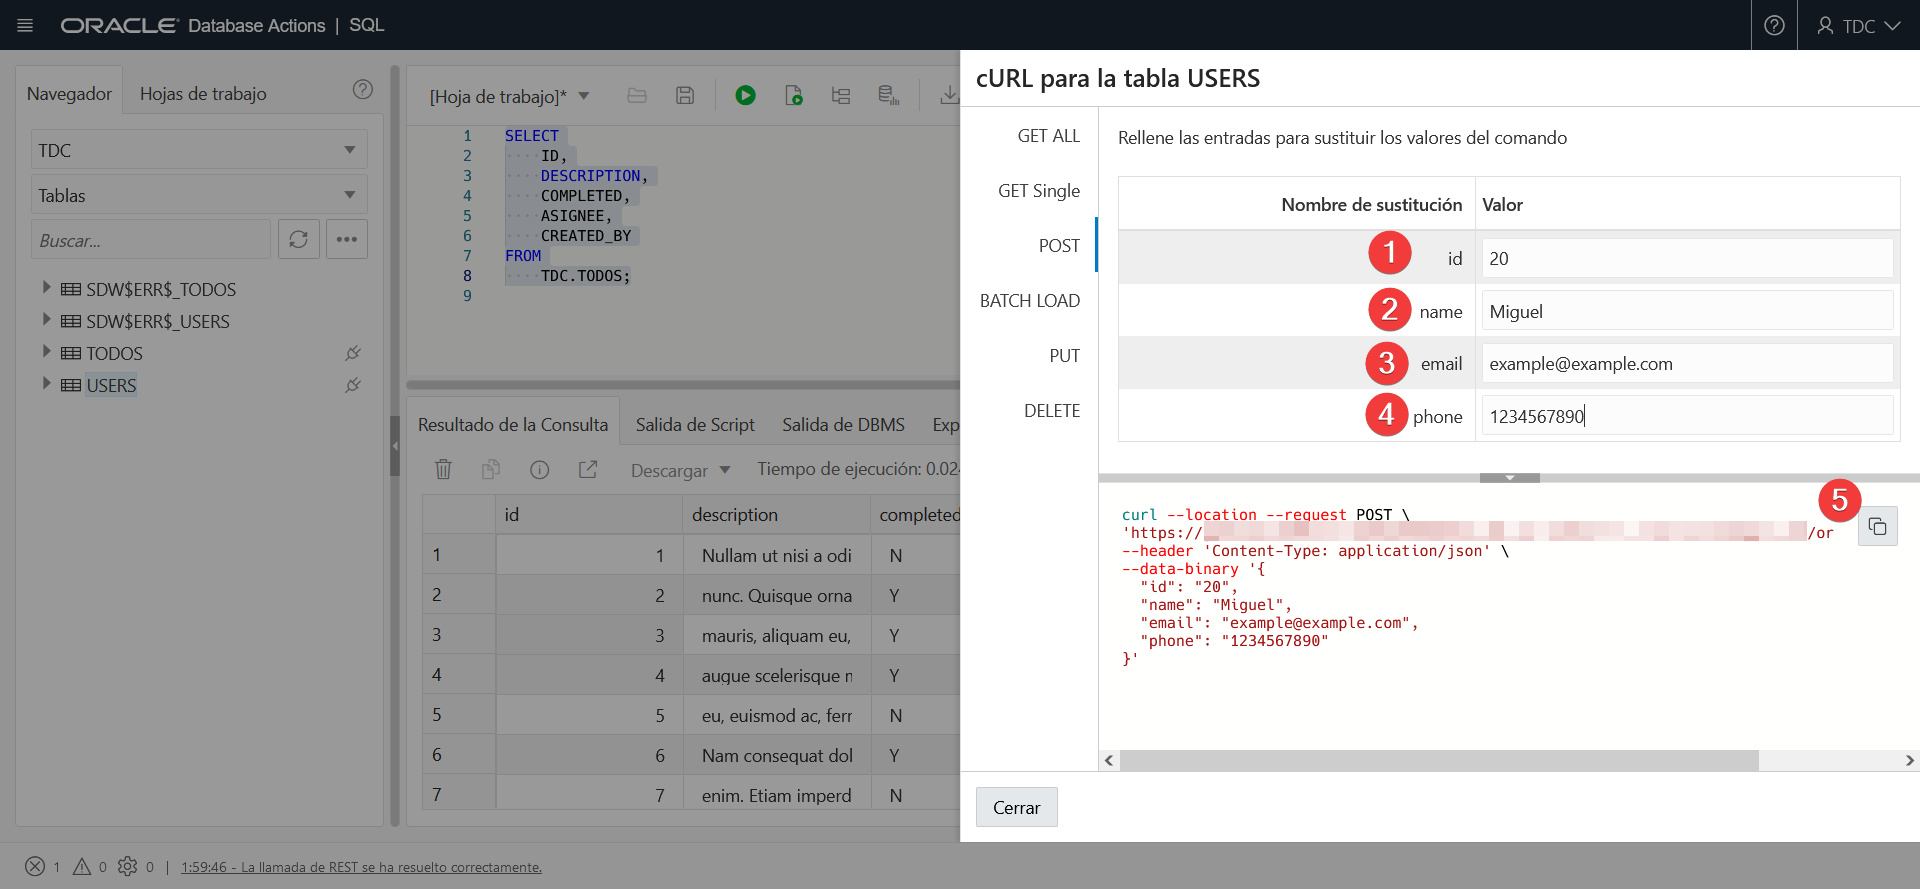 ORACLE Database Actions | SQL
TDC
Navegador
Hojas de trabajo
TDC
Tablas
Buscar...
SDW$ERR$_TODOS
SDW$ERR$_USERS
TODOS
USERS
[Hoja de trabajo]*
1 SELECT
2 ID,
3 DESCRIPTION,
4 COMPLETED,
5 ASIGNEE,
6 CREATED_BY
7 FROM
8 TDC.TODOS;
9
Resultado de la Consulta
Salida de Script
Salida de DBMS
Exp
Descargar
Tiempo de ejecución: 0.024
id description completed
1 1 Nullam ut nisi a odi N
2 2 nunc. Quisque orna Y
3 3 mauris, aliquam eu, Y
4 4 augue scelerisque Y
5 5 eu, euismod ac, ferr N
6 6 Nam consequat dol Y
7 7 enim. Etiam imperd N
cURL para la tabla USERS
GET ALL
GET Single
POST
BATCH LOAD
PUT
DELETE
Rellene las entradas para sustituir los valores del comando
Nombre de sustitución Valor
1 id 20
2 name Miguel
3 email example@example.com
4 phone 1234567890
5
curl --location --request POST \
'https:// /or
--header 'Content-Type: application/json' \
--data-binary '{
"id": "20",
"name": "Miguel",
"email": "example@example.com",
"phone": "1234567890"
}'
Cerrar
1 0 0 | 1:59:46 - La llamada de REST se ha resuelto correctamente.